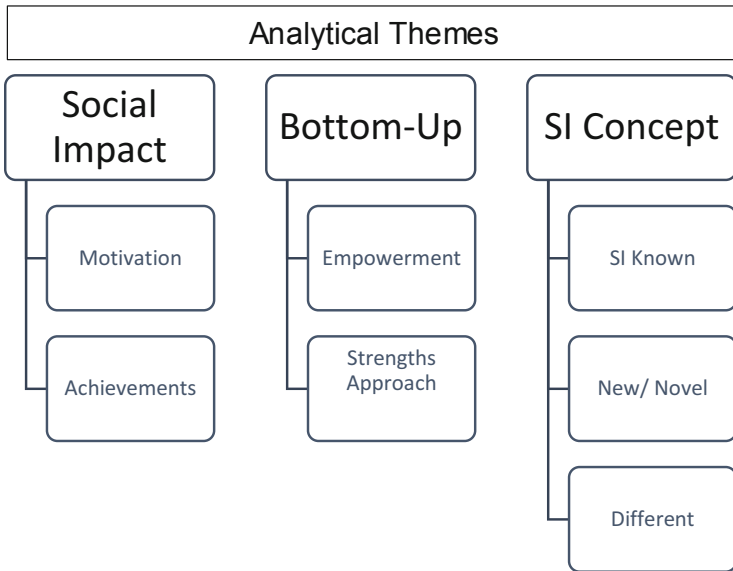 Analytical Themes
Social
Impact
Motivation
Achievements
Bottom-Up
Empowerment
Strengths
Approach
SI Concept
SI Known
New/ Novel
Different